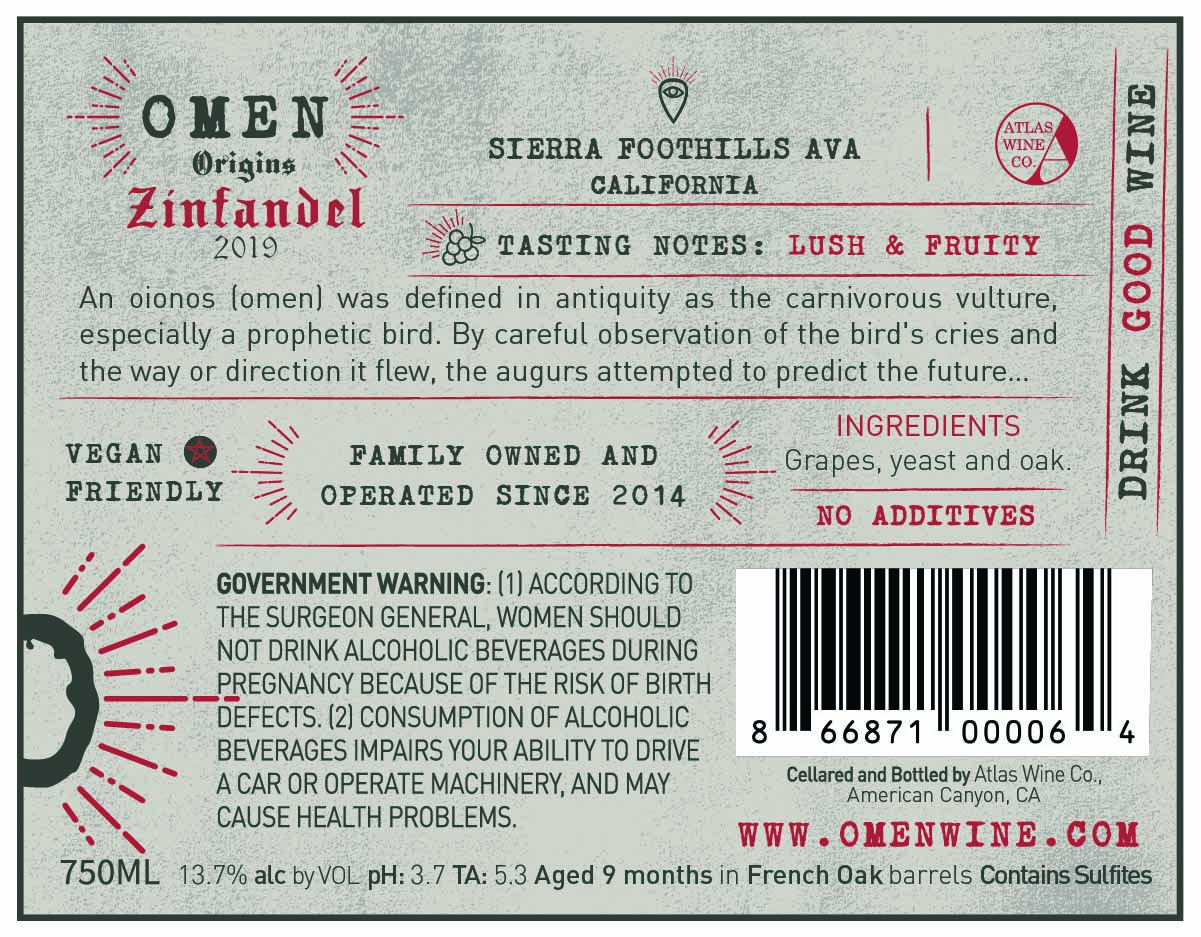 OMEN
Origins
Zinfandel
2019
SIERRA FOOTHILLS AVA
CALIFORNIA
ATLAS
WINE
CO.
TASTING NOTES: LUSH & FRUITY
DRINK GOOD WINE
An oionos (omen) was defined in antiquity as the carnivorous vulture,
especially a prophetic bird. By careful observation of the bird's cries and
the way or direction it flew, the augurs attempted to predict the future...
VEGAN
FRIENDLY
FAMILY OWNED AND
OPERATED SINCE 2014
INGREDIENTS
Grapes, yeast and oak.
NO ADDITIVES
GOVERNMENT WARNING: (1) ACCORDING TO
THE SURGEON GENERAL, WOMEN SHOULD
NOT DRINK ALCOHOLIC BEVERAGES DURING
PREGNANCY BECAUSE OF THE RISK OF BIRTH
DEFECTS. (2) CONSUMPTION OF ALCOHOLIC
BEVERAGES IMPAIRS YOUR ABILITY TO DRIVE
A CAR OR OPERATE MACHINERY, AND MAY
CAUSE HEALTH PROBLEMS.
8 66871 00006 4
Cellared and Bottled by Atlas Wine Co.,
American Canyon, CA
WWW.OMENWINE.COM
750ML 13.7% alc by VOL pH: 3.7 TA: 5.3 Aged 9 months in French Oak barrels Contains Sulfites